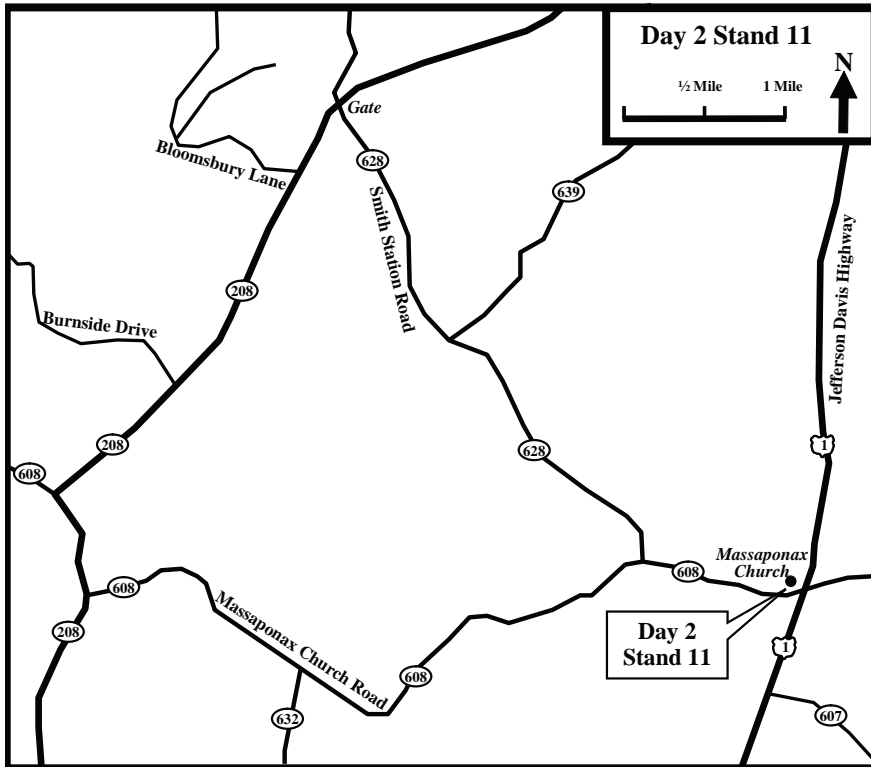 Day 2 Stand 11
N
½ Mile
1 Mile
Gate
Bloomsbury Lane
628
639
Smith Station Road
Jefferson Davis Highway
208
Burnside Drive
208
1
628
608
Massaponax
Church
608
608
Day 2
Stand 11
Massaponax Church Road
208
1
608
632
607